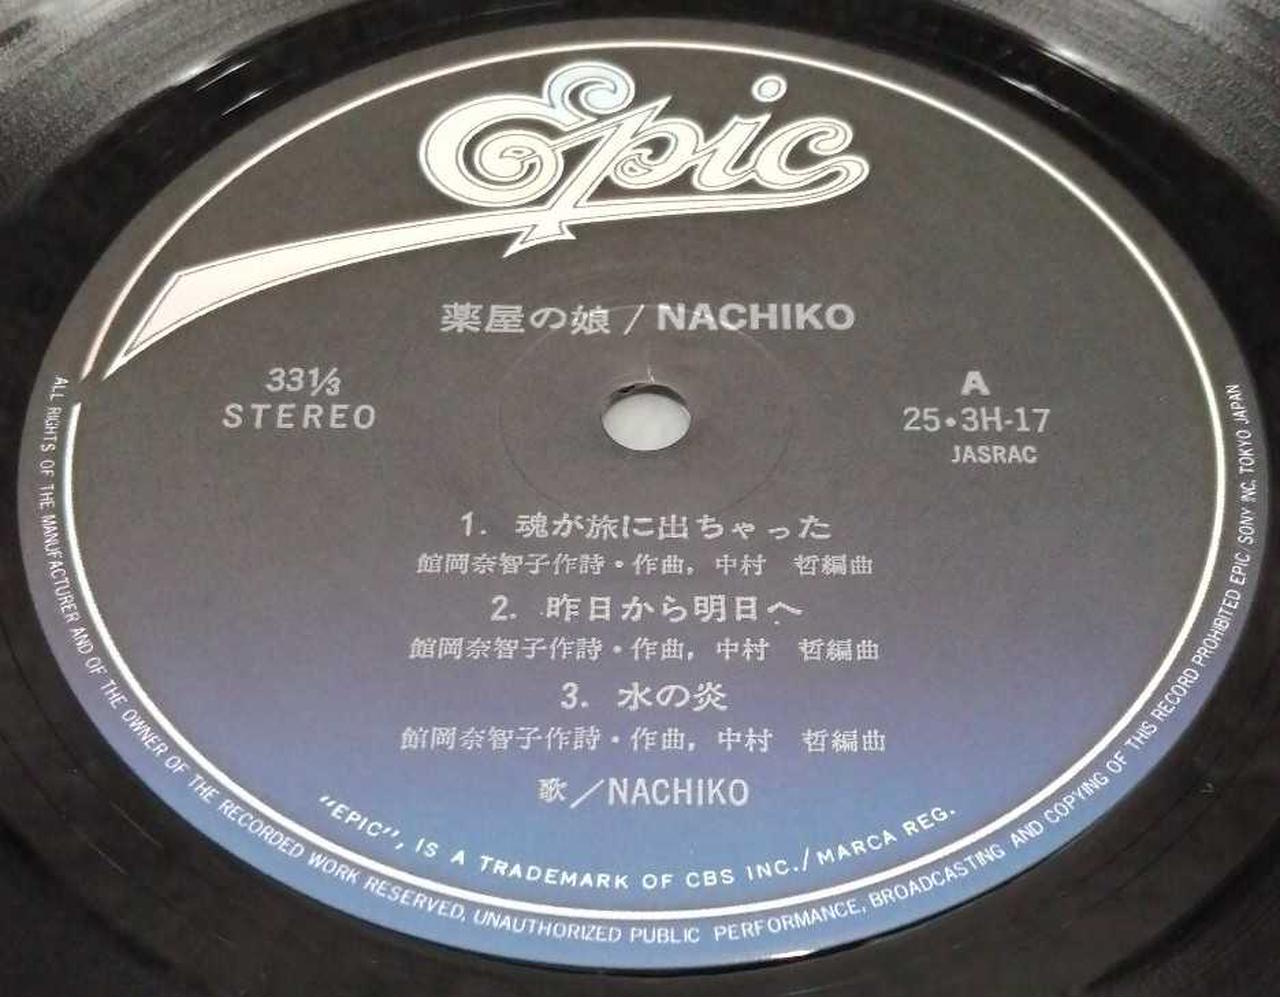 Epic
薬屋の娘/NACHIKO
33⅓
STEREO
A
25•3H-17
JASRAC
1. 魂が旅に出ちゃった
館岡奈智子作詩・作曲, 中村 哲編曲
2. 昨日から明日へ
館岡奈智子作詩・作曲, 中村 哲編曲
3. 水の炎
館岡奈智子作詩・作曲, 中村 哲編曲
歌/NACHIKO
"EPIC", IS A TRADEMARK OF CBS INC./MARCA REG.
ALL RIGHTS OF THE MANUFACTURER AND OF THE OWNER OF THE RECORDED WORK RESERVED, UNAUTHORIZED PUBLIC PERFORMANCE, BROADCASTING AND COPYING OF THIS RECORD PROHIBITED EPIC SONY INC. TOKYO JAPAN